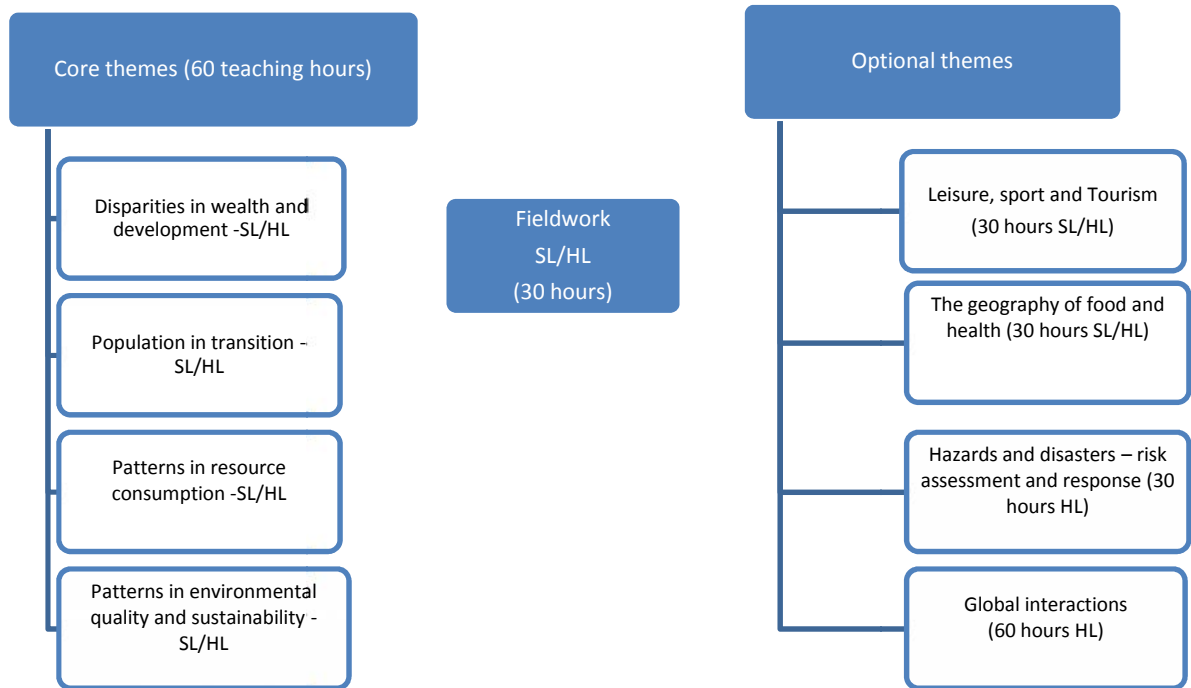 Core themes (60 teaching hours)
Disparities in wealth and
development -SL/HL
Population in transition -
SL/HL
Patterns in resource
consumption -SL/HL
Patterns in environmental
quality and sustainability -
SL/HL
Fieldwork
SL/HL
(30 hours)
Optional themes
Leisure, sport and Tourism
(30 hours SL/HL)
The geography of food and
health (30 hours SL/HL)
Hazards and disasters – risk
assessment and response (30
hours HL)
Global interactions
(60 hours HL)